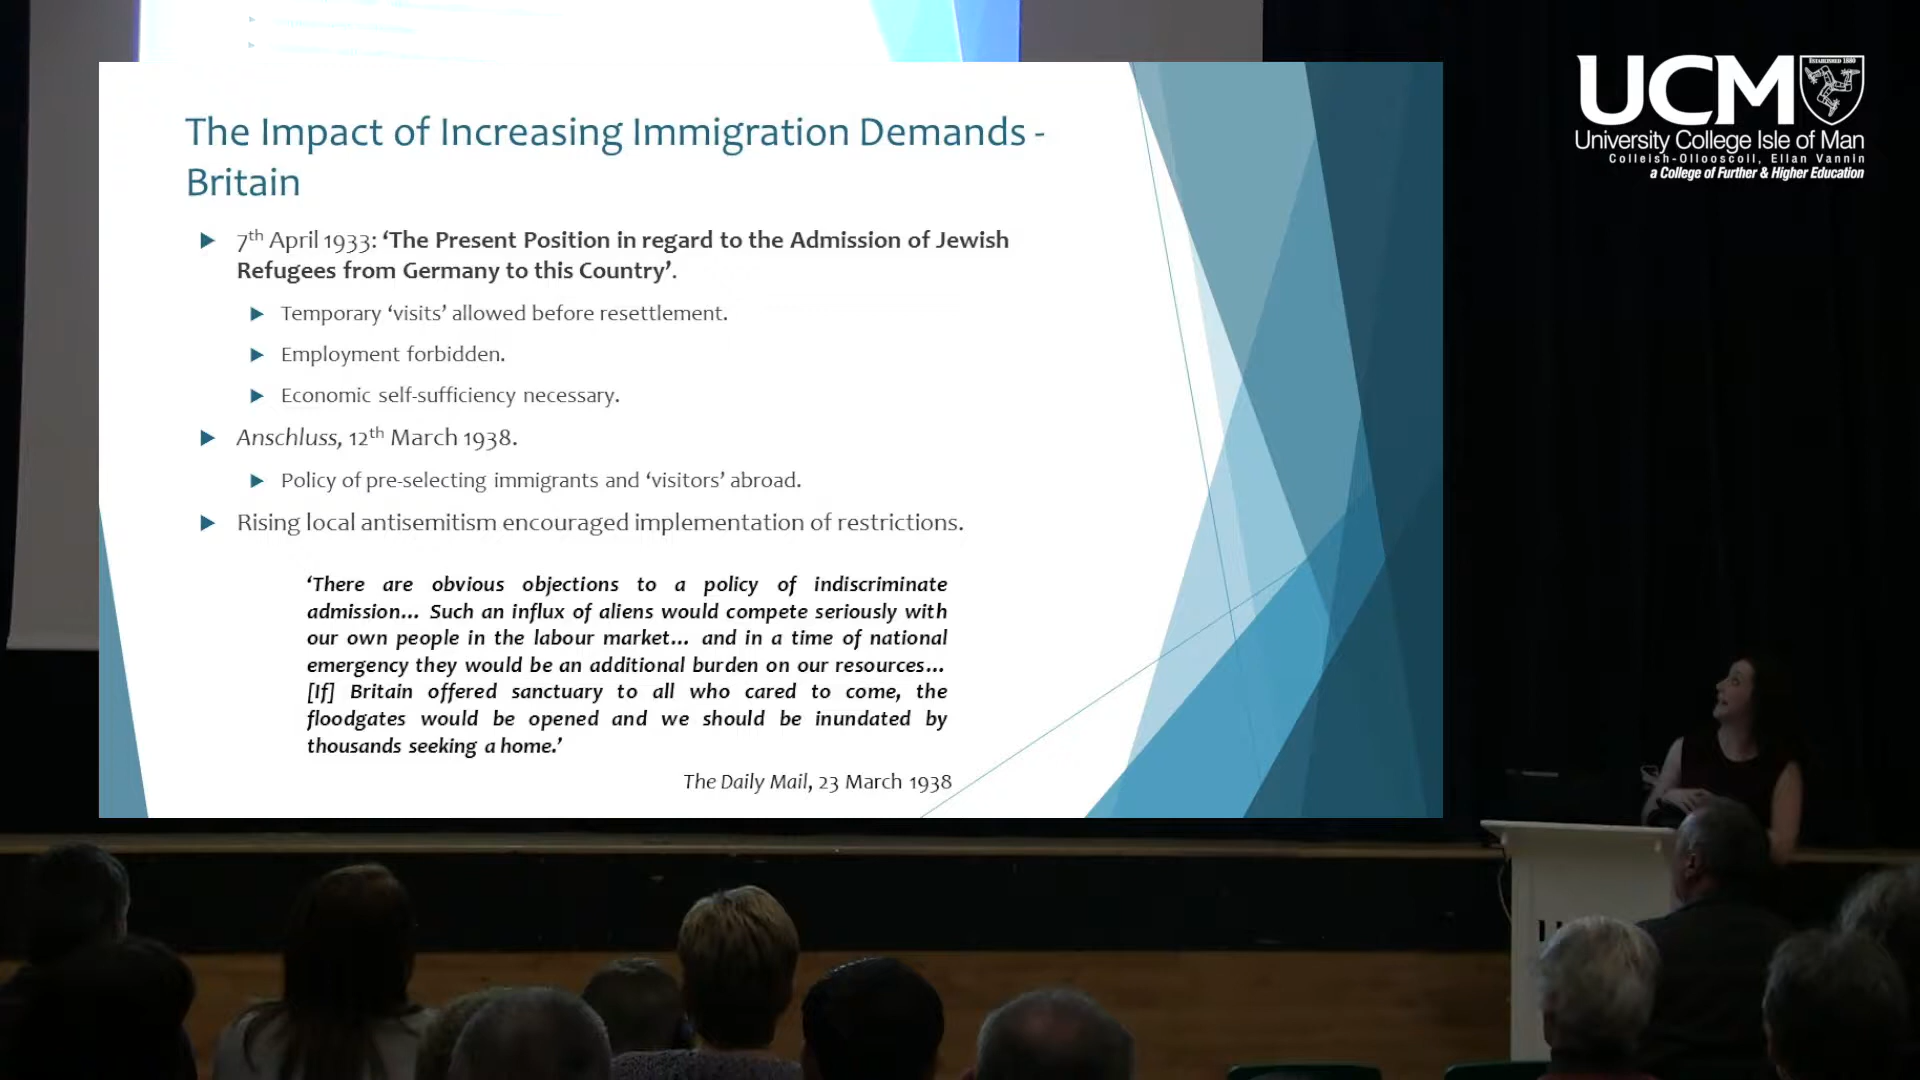 The Impact of Increasing Immigration Demands -
Britain
7th April 1933: ‘The Present Position in regard to the Admission of Jewish
Refugees from Germany to this Country’.
Temporary ‘visits’ allowed before resettlement.
Employment forbidden.
Economic self-sufficiency necessary.
Anschluss, 12th March 1938.
Policy of pre-selecting immigrants and ‘visitors’ abroad.
Rising local antisemitism encouraged implementation of restrictions.
‘There are obvious objections to a policy of indiscriminate
admission... Such an influx of aliens would compete seriously with
our own people in the labour market... and in a time of national
emergency they would be an additional burden on our resources...
[If] Britain offered sanctuary to all who cared to come, the
floodgates would be opened and we should be inundated by
thousands seeking a home.’
The Daily Mail, 23 March 1938
UCM
ESTABLISHED 1880
University College Isle of Man
Colleish-Ollooscoill, Ellan Vannin
a College of Further & Higher Education